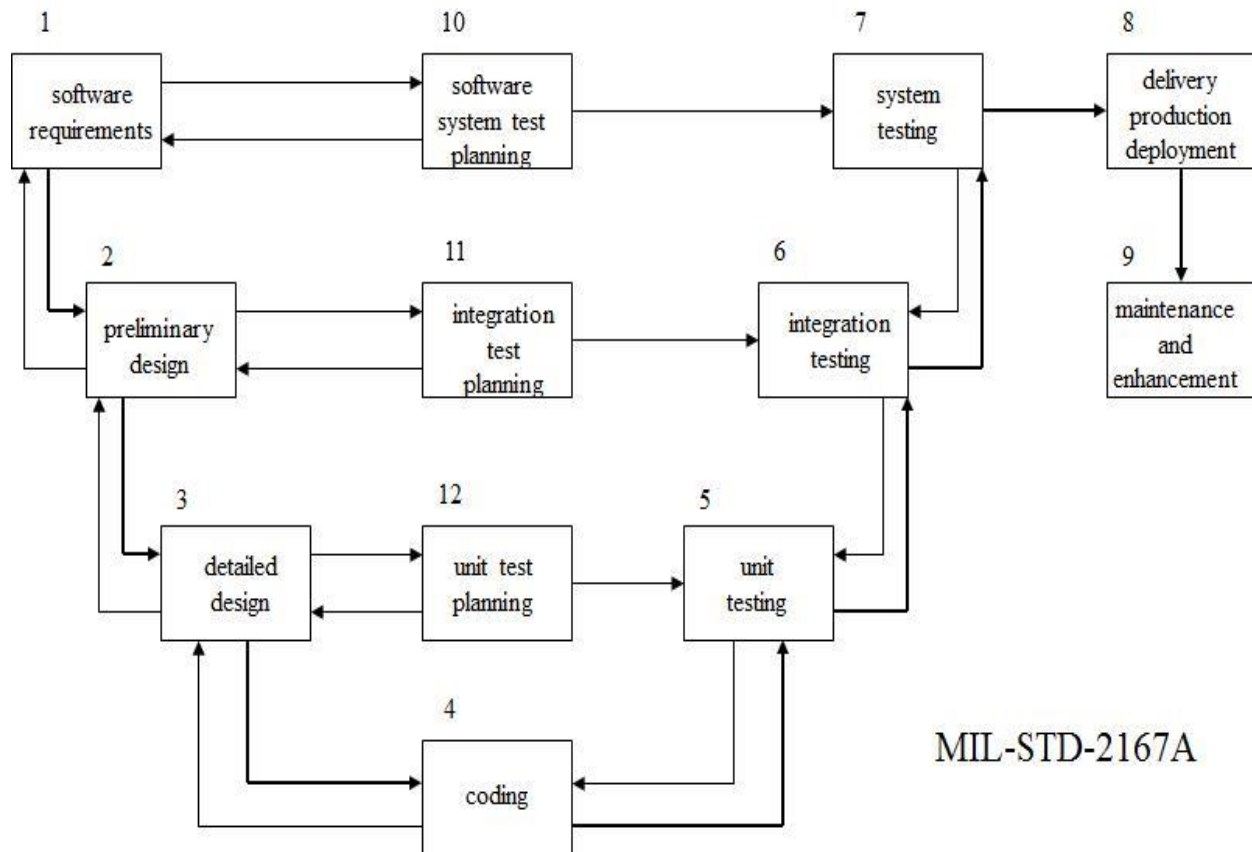 1
10
7
8
software
requirements
software
system test
planning
system
testing
delivery
production
deployment
2
11
6
9
preliminary
design
integration
test
planning
integration
testing
maintenance
and
enhancement
3
12
5
detailed
design
unit test
planning
unit
testing
4
coding
MIL-STD-2167A